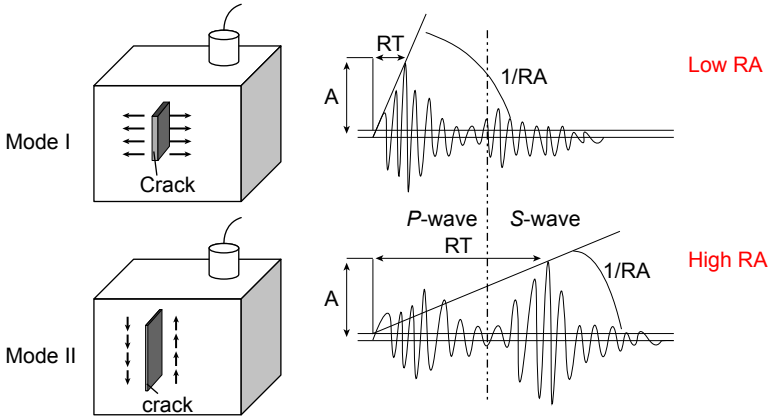 RT
1/RA
Low RA
A
Mode I
Crack
P-wave
S-wave
RT
High RA
1/RA
A
Mode II
crack